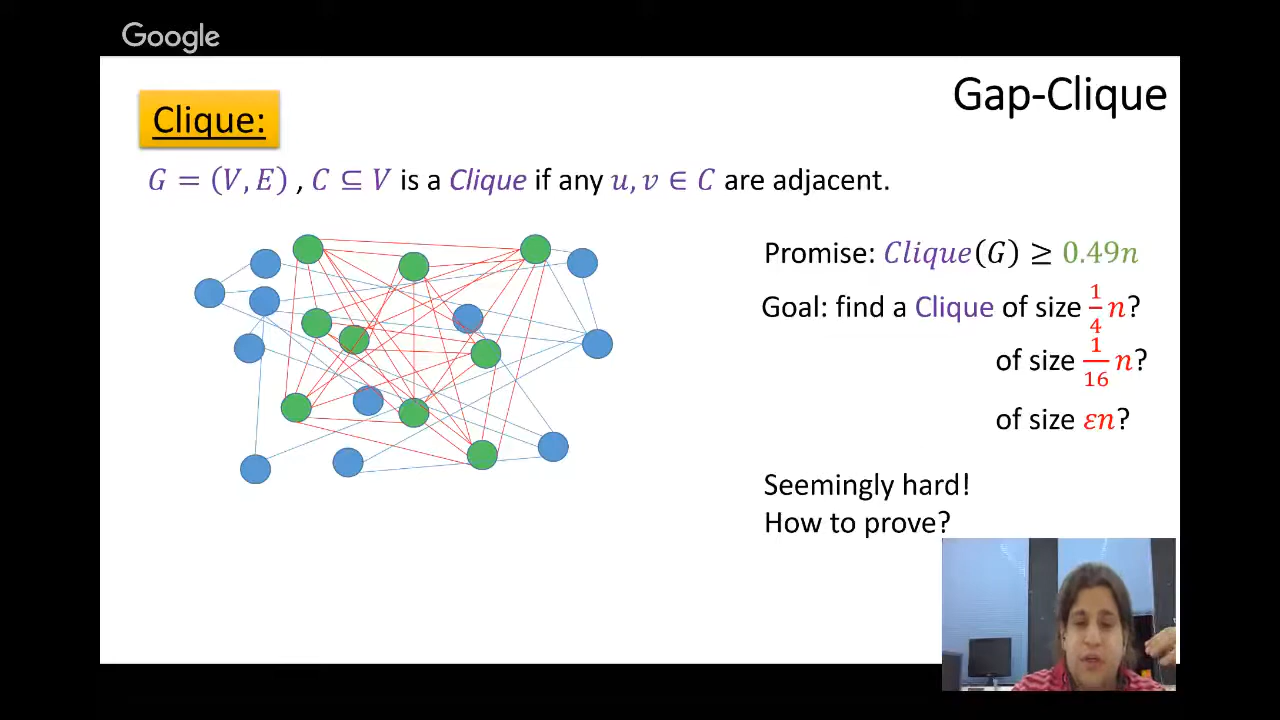 Google
Gap-Clique
Clique:
G = (V, E) , C ⊆ V is a Clique if any u, v ∈ C are adjacent.
Promise: Clique(G) ≥ 0.49n
Goal: find a Clique of size 1/4 n?
of size 1/16 n?
of size εn?
Seemingly hard!
How to prove?